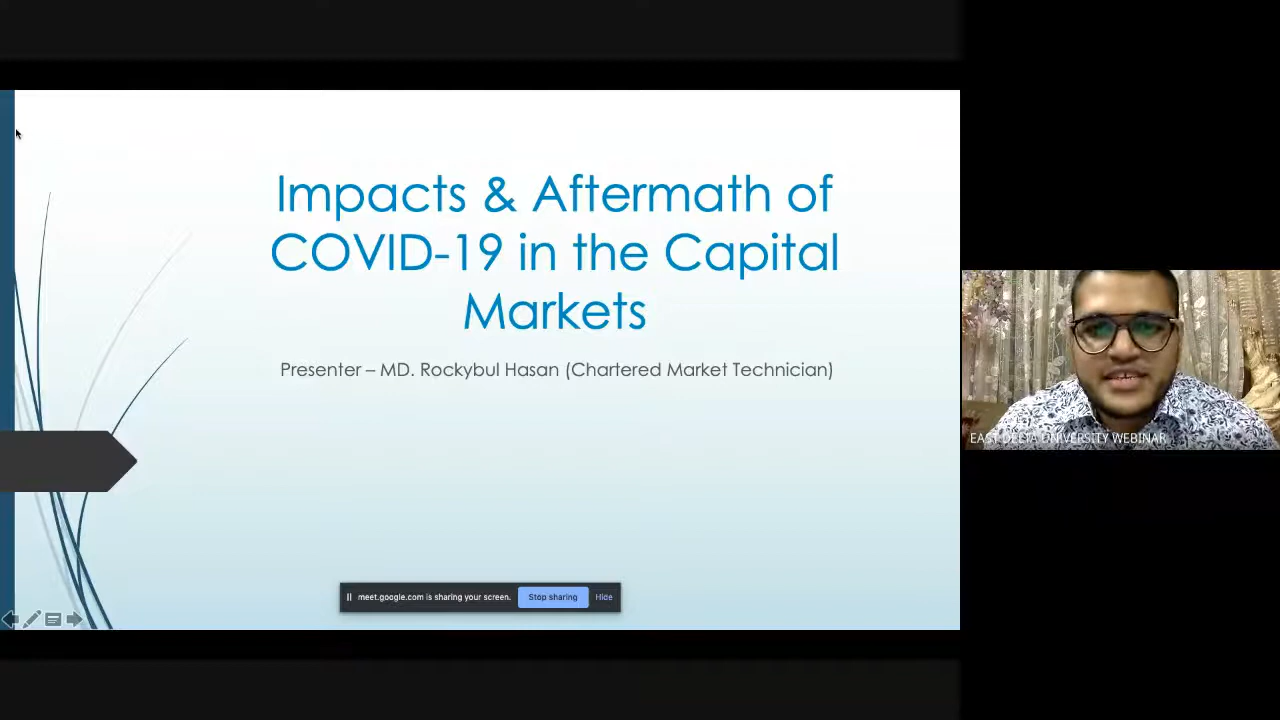 Impacts & Aftermath of
COVID-19 in the Capital
Markets
Presenter – MD. Rockybul Hasan (Chartered Market Technician)
EAST DELTA UNIVERSITY WEBINAR
meet.google.com is sharing your screen. Stop sharing Hide